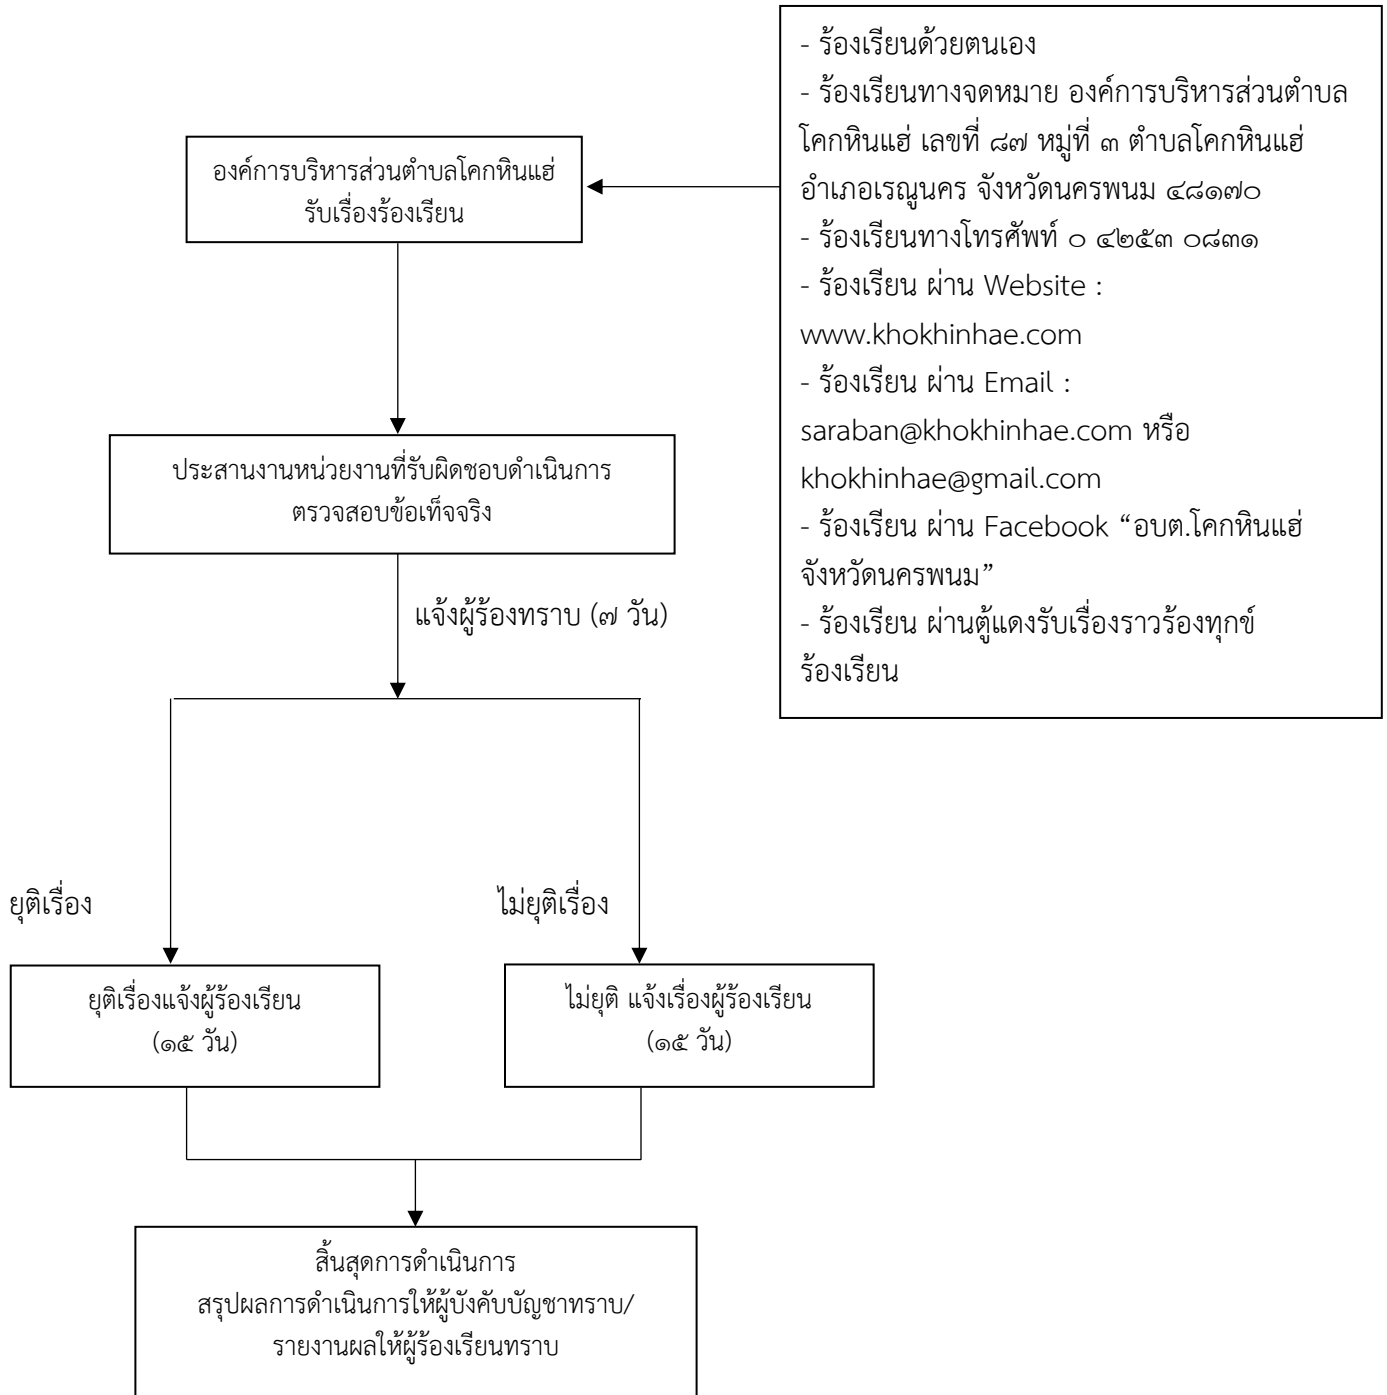 - ร้องเรียนด้วยตนเอง
- ร้องเรียนทางจดหมาย องค์การบริหารส่วนตำบล
โคกหินแฮ่ เลขที่ ๘๗ หมู่ที่ ๓ ตำบลโคกหินแฮ่
อำเภอเรณูนคร จังหวัดนครพนม ๔๘๑๗๐
- ร้องเรียนทางโทรศัพท์ ๐ ๔๒๕๓ ๐๘๓๑
- ร้องเรียน ผ่าน Website :
www.khokhinhae.com
- ร้องเรียน ผ่าน Email :
saraban@khokhinhae.com หรือ
khokhinhae@gmail.com
- ร้องเรียน ผ่าน Facebook “อบต.โคกหินแฮ่
จังหวัดนครพนม”
- ร้องเรียน ผ่านตู้แดงรับเรื่องราวร้องทุกข์
ร้องเรียน
องค์การบริหารส่วนตำบลโคกหินแฮ่
รับเรื่องร้องเรียน
ประสานงานหน่วยงานที่รับผิดชอบดำเนินการ
ตรวจสอบข้อเท็จจริง
แจ้งผู้ร้องทราบ (๗ วัน)
ยุติเรื่อง
ไม่ยุติเรื่อง
ยุติเรื่องแจ้งผู้ร้องเรียน
(๑๕ วัน)
ไม่ยุติ แจ้งเรื่องผู้ร้องเรียน
(๑๕ วัน)
สิ้นสุดการดำเนินการ
สรุปผลการดำเนินการให้ผู้บังคับบัญชาทราบ/
รายงานผลให้ผู้ร้องเรียนทราบ